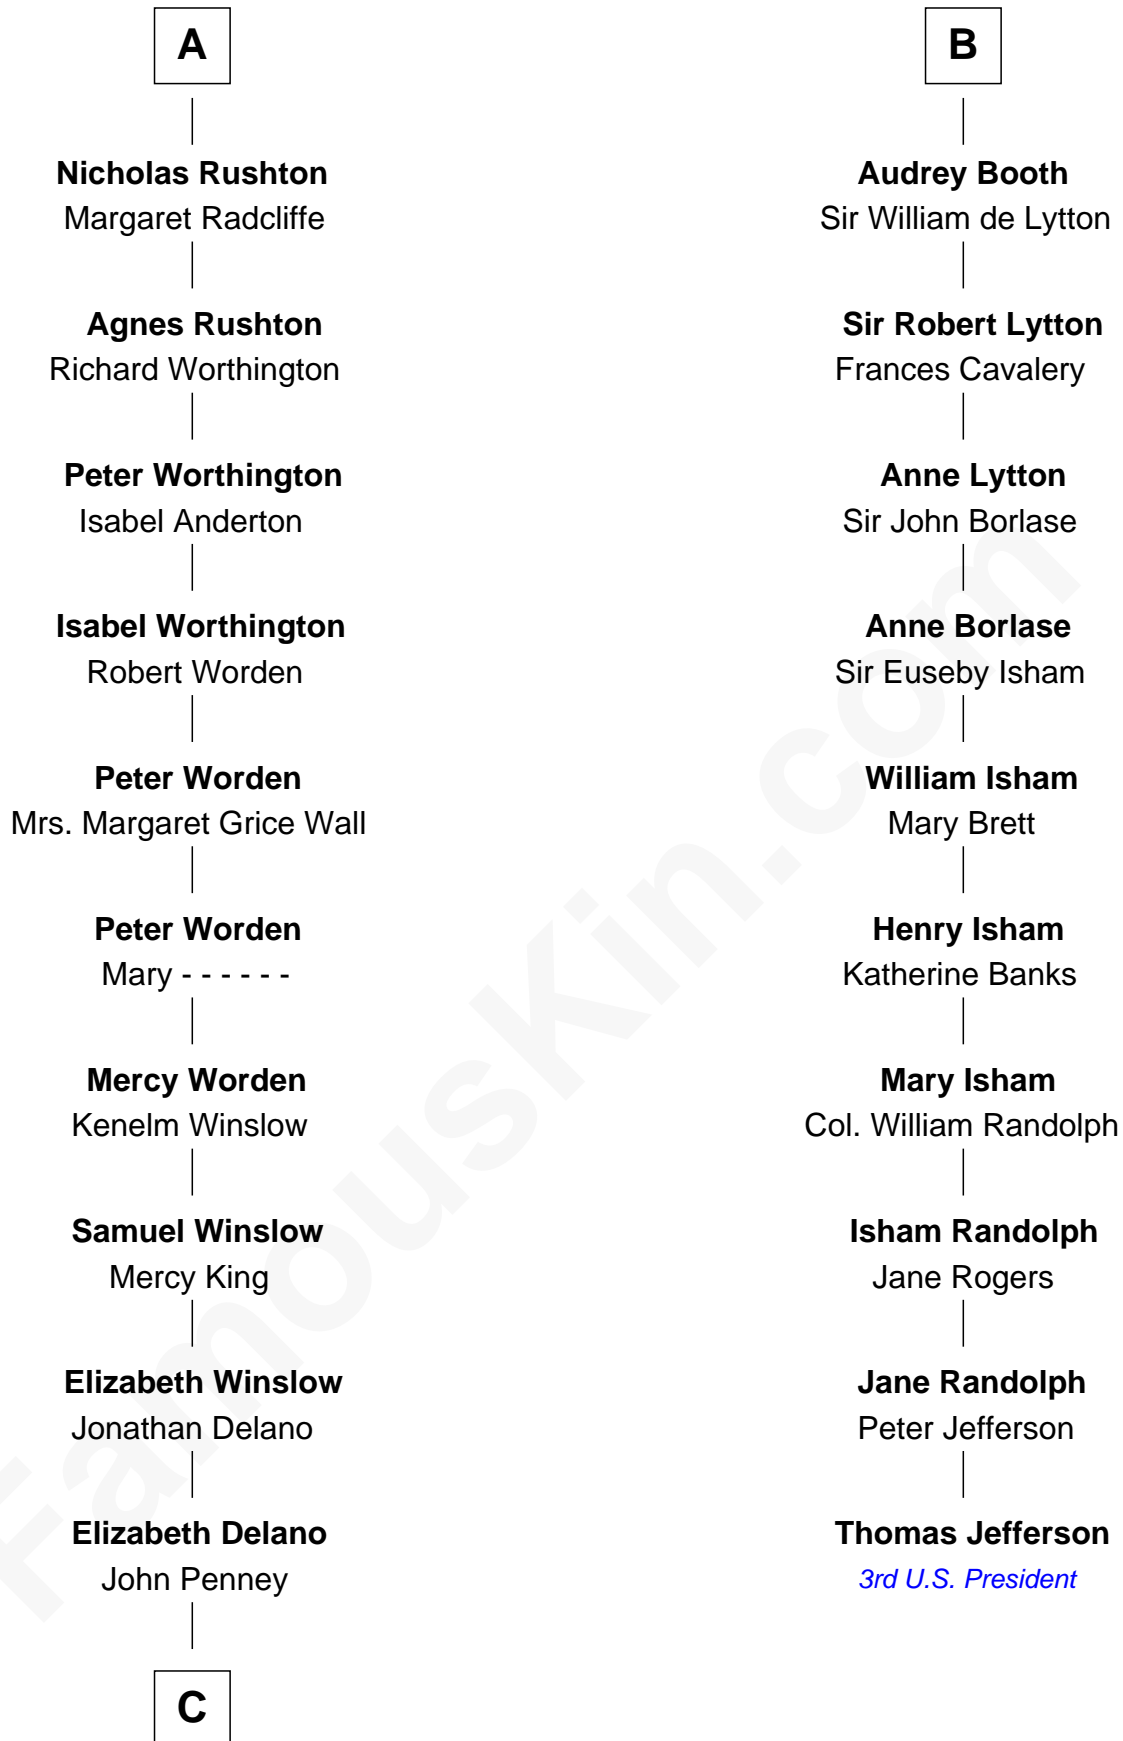 A
Nicholas Rushton
Margaret Radcliffe
Agnes Rushton
Richard Worthington
Peter Worthington
Isabel Anderton
Isabel Worthington
Robert Worden
Peter Worden
Mrs. Margaret Grice Wall
Peter Worden
Mary - - - - - -
Mercy Worden
Kenelm Winslow
Samuel Winslow
Mercy King
Elizabeth Winslow
Jonathan Delano
Elizabeth Delano
John Penney
C
B
Audrey Booth
Sir William de Lytton
Sir Robert Lytton
Frances Cavalery
Anne Lytton
Sir John Borlase
Anne Borlase
Sir Euseby Isham
William Isham
Mary Brett
Henry Isham
Katherine Banks
Mary Isham
Col. William Randolph
Isham Randolph
Jane Rogers
Jane Randolph
Peter Jefferson
Thomas Jefferson
3rd U.S. President
FamousKin.com